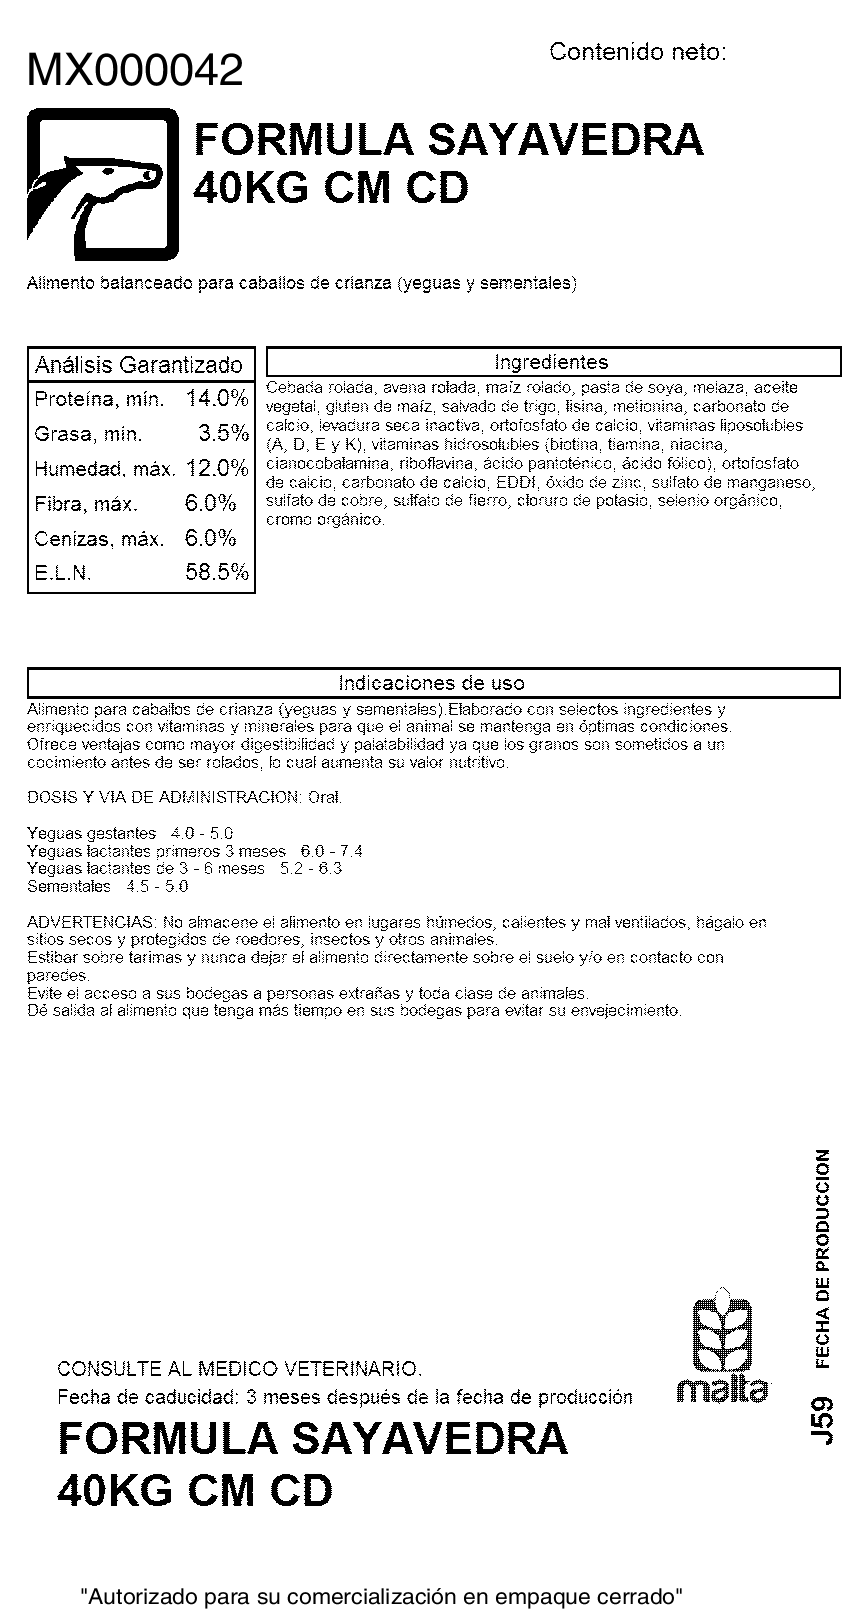 Contenido neto:
MX000042
FORMULA SAYAVEDRA
40KG CM CD
Alimento balanceado para caballos de crianza (yeguas y sementales)
Análisis Garantizado
Proteína, mín. 14.0%
Grasa, mín. 3.5%
Humedad, máx. 12.0%
Fibra, máx. 6.0%
Cenizas, máx. 6.0%
E.L.N. 58.5%
Ingredientes
Cebada rolada, avena rolada, maíz rolado, pasta de soya, melaza, aceite
vegetal, gluten de maíz, salvado de trigo, lisina, metionina, carbonato de
calcio, levadura seca inactiva, ortofosfato de calcio, vitaminas liposolubles
(A, D, E y K), vitaminas hidrosolubles (biotina, tiamina, niacina,
cianocobalamina, riboflavina, ácido pantoténico, ácido fólico), ortofosfato
de calcio, carbonato de calcio, EDDI, óxido de zinc, sulfato de manganeso,
sulfato de cobre, sulfato de fierro, cloruro de potasio, selenio orgánico,
cromo orgánico.
Indicaciones de uso
Alimento para caballos de crianza (yeguas y sementales).Elaborado con selectos ingredientes y
enriquecidos con vitaminas y minerales para que el animal se mantenga en óptimas condiciones.
Ofrece ventajas como mayor digestibilidad y palatabilidad ya que los granos son sometidos a un
cocimiento antes de ser rolados, lo cual aumenta su valor nutritivo.
DOSIS Y VIA DE ADMINISTRACION: Oral.
Yeguas gestantes 4.0 - 5.0
Yeguas lactantes primeros 3 meses 6.0 - 7.4
Yeguas lactantes de 3 - 6 meses 5.2 - 6.3
Sementales 4.5 - 5.0
ADVERTENCIAS: No almacene el alimento en lugares húmedos, calientes y mal ventilados, hágalo en
sitios secos y protegidos de roedores, insectos y otros animales.
Estibar sobre tarimas y nunca dejar el alimento directamente sobre el suelo y/o en contacto con
paredes.
Evite el acceso a sus bodegas a personas extrañas y toda clase de animales.
Dé salida al alimento que tenga más tiempo en sus bodegas para evitar su envejecimiento.
J59 FECHA DE PRODUCCION
malta
CONSULTE AL MEDICO VETERINARIO.
Fecha de caducidad: 3 meses después de la fecha de producción
FORMULA SAYAVEDRA
40KG CM CD
"Autorizado para su comercialización en empaque cerrado"